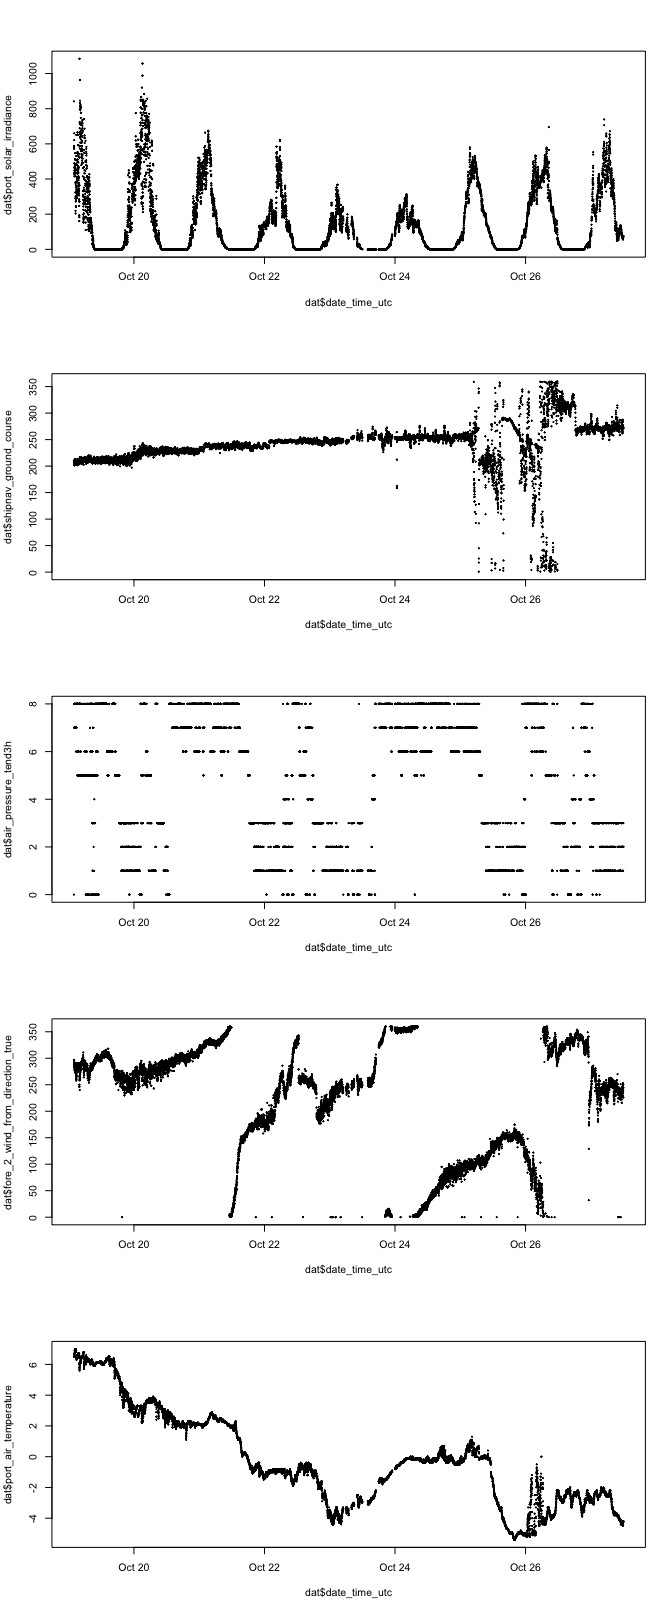 dat$port_solar_irradiance
1000
800
600
400
200
0
Oct 20 Oct 22 Oct 24 Oct 26
dat$date_time_utc
dat$shipnav_ground_course
350
300
250
200
150
100
50
0
Oct 20 Oct 22 Oct 24 Oct 26
dat$date_time_utc
dat$air_pressure_tend3h
8
6
4
2
0
Oct 20 Oct 22 Oct 24 Oct 26
dat$date_time_utc
dat$fore_2_wind_from_direction_true
350
300
250
200
150
100
50
0
Oct 20 Oct 22 Oct 24 Oct 26
dat$date_time_utc
dat$port_air_temperature
6
4
2
0
-2
-4
Oct 20 Oct 22 Oct 24 Oct 26
dat$date_time_utc